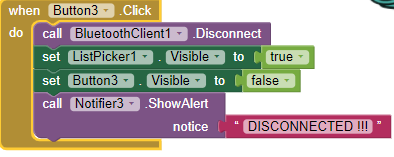 when Button3 .Click
do call BluetoothClient1 .Disconnect
set ListPicker1 . Visible to true
set Button3 . Visible to false
call Notifier3 .ShowAlert
notice “ DISCONNECTED !!! ”